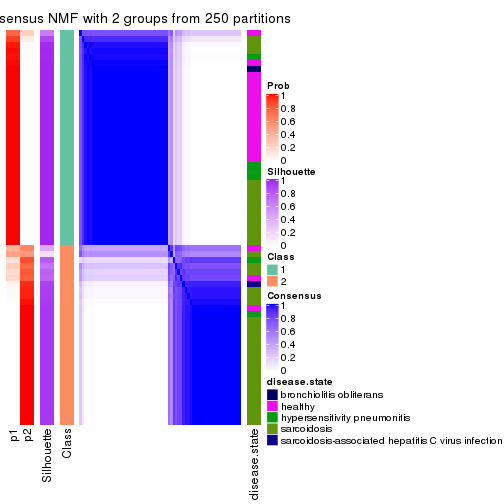 sensus NMF with 2 groups from 250 partitions
Prob
1
0.8
0.6
0.4
0.2
0
Silhouette
1
0.8
0.6
0.4
0.2
0
Class
1
2
Consensus
1
0.8
0.6
0.4
0.2
0
disease.state
bronchiolitis obliterans
healthy
hypersensitivity pneumonitis
sarcoidosis
sarcoidosis-associated hepatitis C virus infection
p1
p2
Silhouette
Class
disease.state